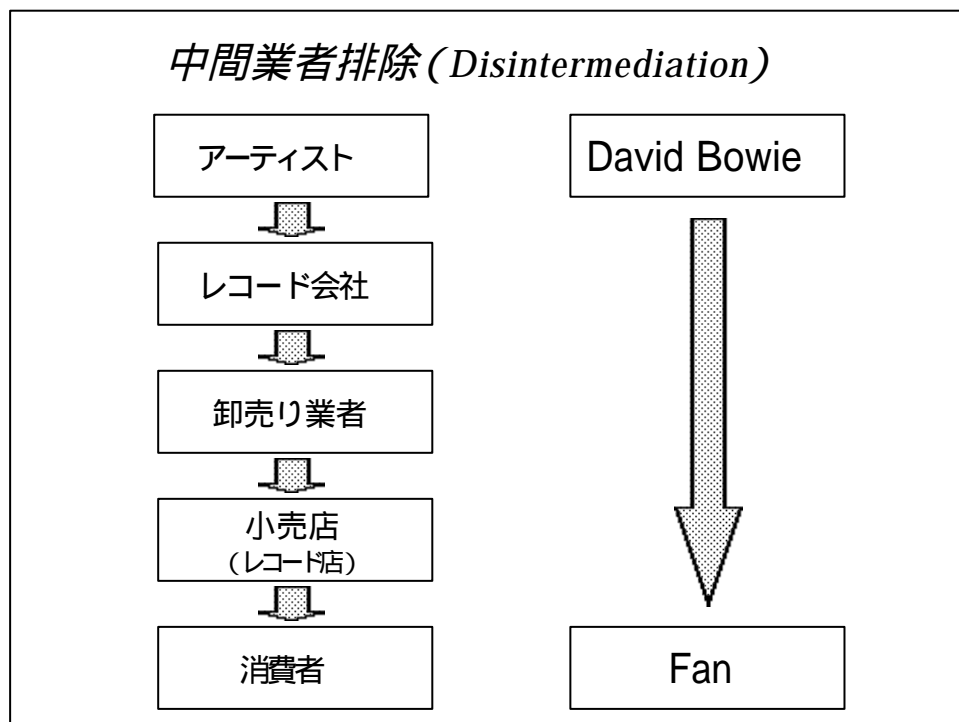 中間業者排除(Disintermediation)
アーティスト
レコード会社
卸売り業者
小売店
(レコード店)
消費者
David Bowie
Fan